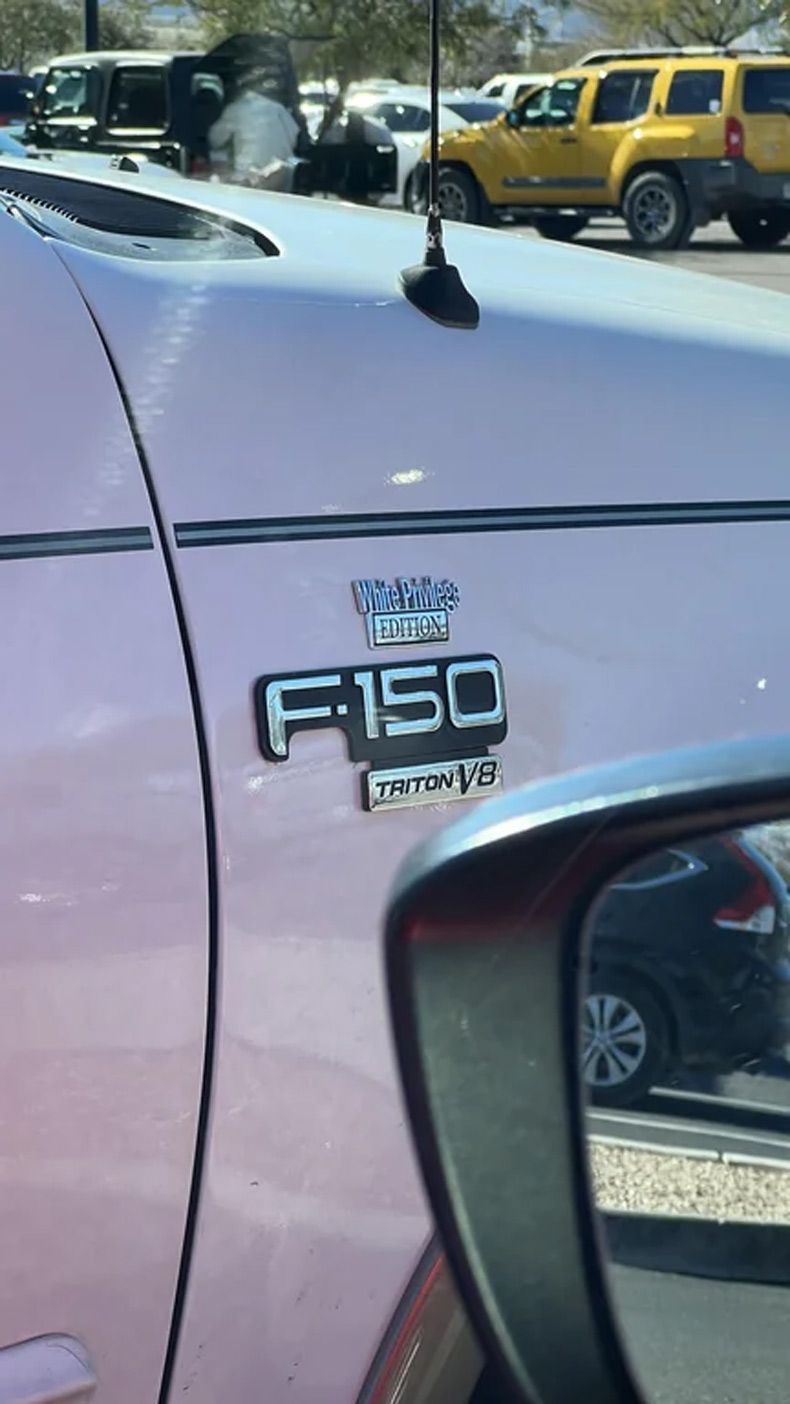 White Privilege
EDITION
F-150
TRITON V8